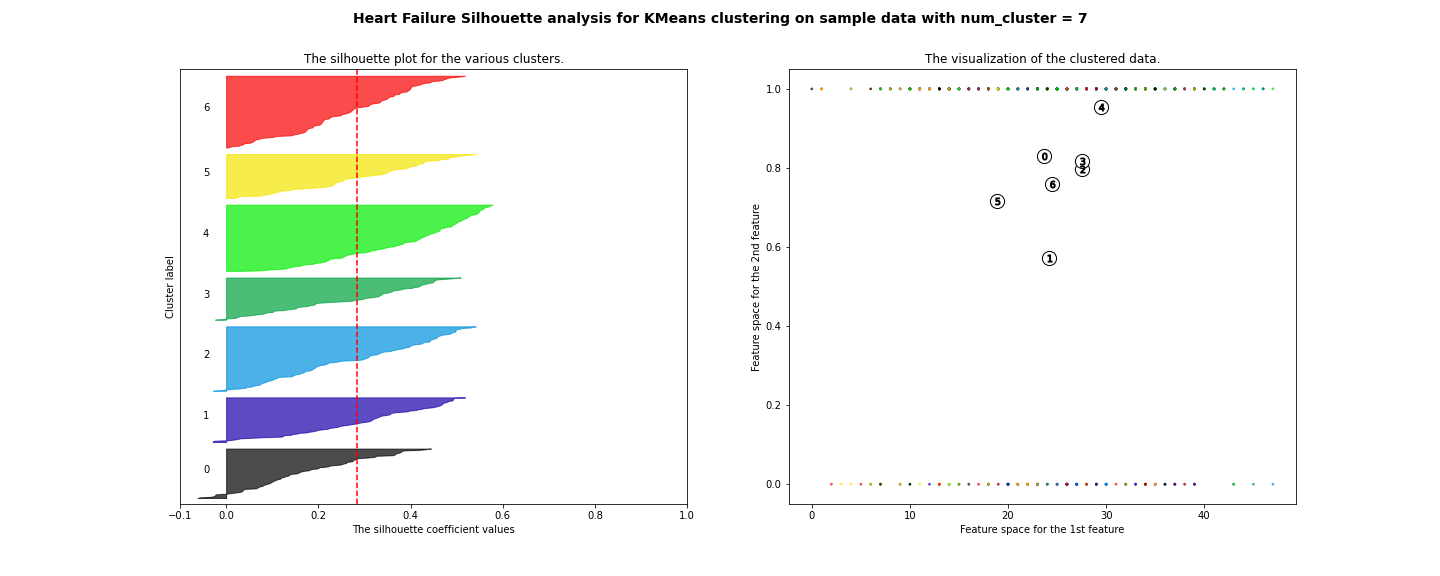 Heart Failure Silhouette analysis for KMeans clustering on sample data with num_cluster = 7
The silhouette plot for the various clusters.
Cluster label
6
5
4
3
2
1
0
−0.1 0.0 0.2 0.4 0.6 0.8 1.0
The silhouette coefficient values
The visualization of the clustered data.
Feature space for the 2nd feature
1.0
0.8
0.6
0.4
0.2
0.0
4
0
3
2
6
5
1
0 10 20 30 40
Feature space for the 1st feature